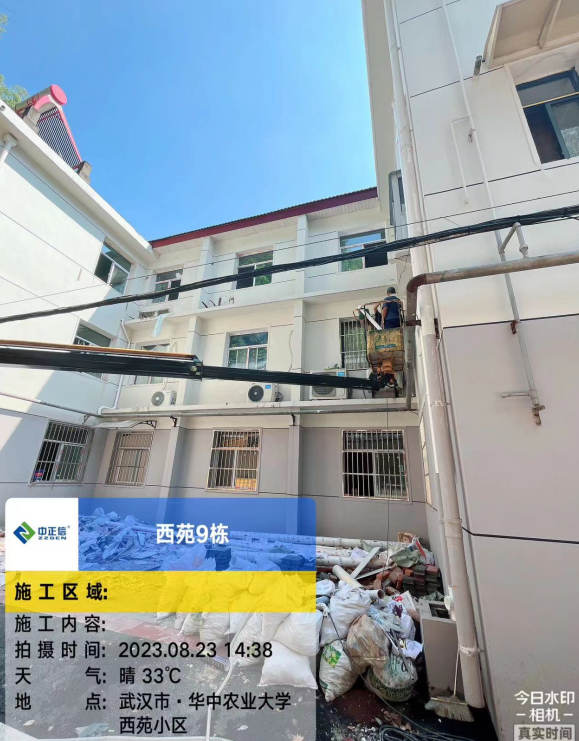 中正信
ZZGEN
西苑9栋
施工区域:
施工内容:
拍摄时间: 2023.08.23 14:38
天 气: 晴 33℃
地 点: 武汉市·华中农业大学
西苑小区
今日水印
相机
真实时间